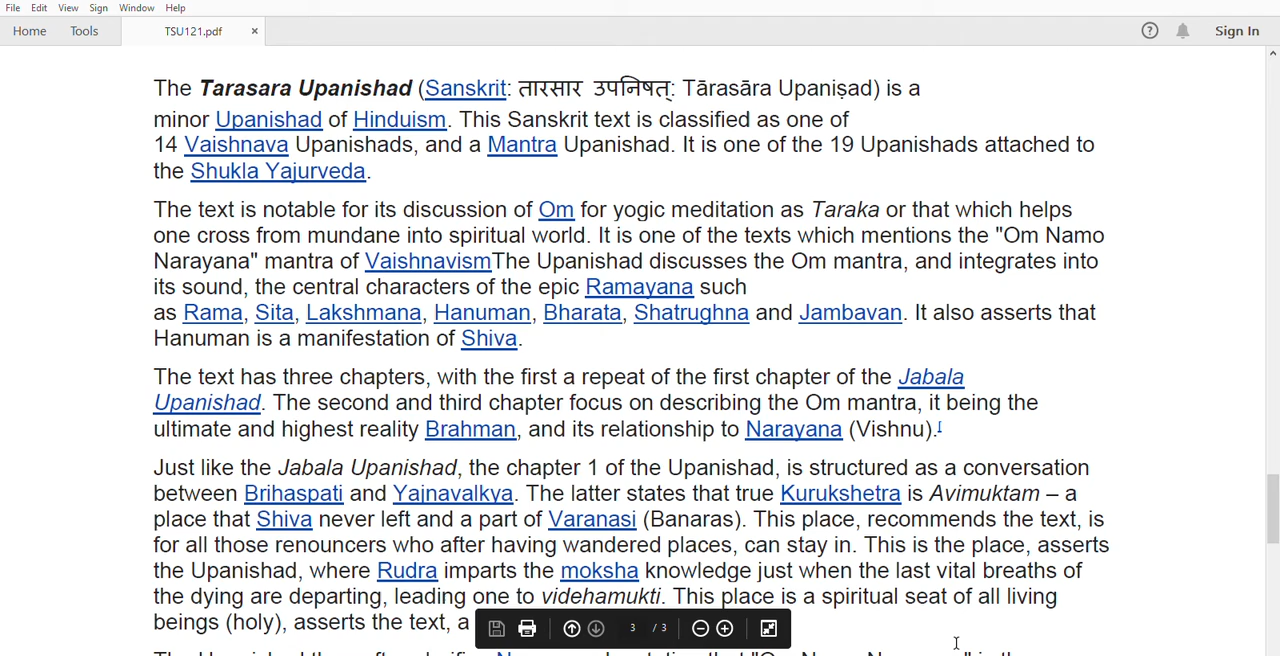 File Edit View Sign Window Help
Home Tools TSU121.pdf × ? Sign In
The Tarasara Upanishad (Sanskrit: तारसार उपनिषत्: Tārasāra Upaniṣad) is a
minor Upanishad of Hinduism. This Sanskrit text is classified as one of
14 Vaishnava Upanishads, and a Mantra Upanishad. It is one of the 19 Upanishads attached to
the Shukla Yajurveda.
The text is notable for its discussion of Om for yogic meditation as Taraka or that which helps
one cross from mundane into spiritual world. It is one of the texts which mentions the "Om Namo
Narayana" mantra of VaishnavismThe Upanishad discusses the Om mantra, and integrates into
its sound, the central characters of the epic Ramayana such
as Rama, Sita, Lakshmana, Hanuman, Bharata, Shatrughna and Jambavan. It also asserts that
Hanuman is a manifestation of Shiva.
The text has three chapters, with the first a repeat of the first chapter of the Jabala
Upanishad. The second and third chapter focus on describing the Om mantra, it being the
ultimate and highest reality Brahman, and its relationship to Narayana (Vishnu).[
Just like the Jabala Upanishad, the chapter 1 of the Upanishad, is structured as a conversation
between Brihaspati and Yajnavalkya. The latter states that true Kurukshetra is Avimuktam – a
place that Shiva never left and a part of Varanasi (Banaras). This place, recommends the text, is
for all those renouncers who after having wandered places, can stay in. This is the place, asserts
the Upanishad, where Rudra imparts the moksha knowledge just when the last vital breaths of
the dying are departing, leading one to videhamukti. This place is a spiritual seat of all living
beings (holy), asserts the text, a
3 / 3